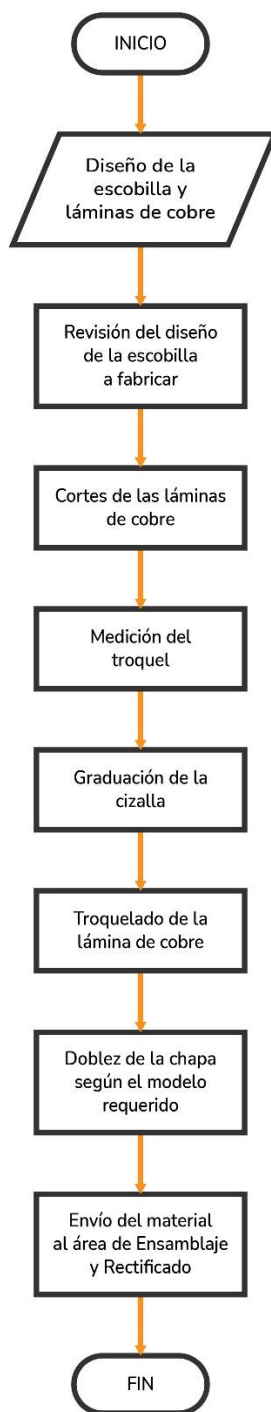 INICIO
Diseño de la
escobilla y
láminas de cobre
Revisión del diseño
de la escobilla
a fabricar
Cortes de las láminas
de cobre
Medición del
troquel
Graduación de la
cizalla
Troquelado de la
lámina de cobre
Doblez de la chapa
según el modelo
requerido
Envío del material
al área de Ensamblaje
y Rectificado
FIN